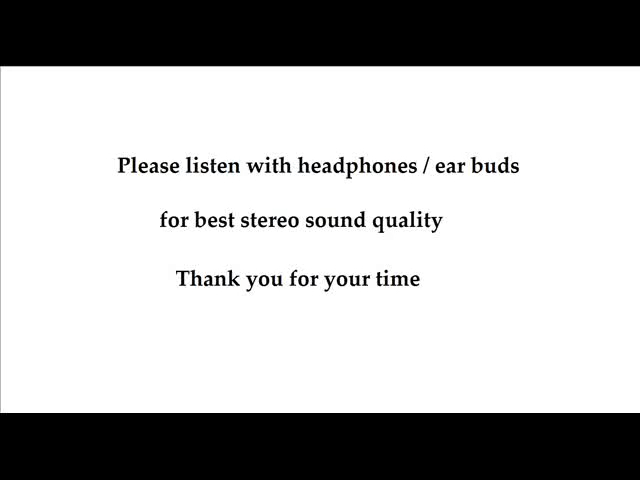 Please listen with headphones / ear buds
for best stereo sound quality
Thank you for your time